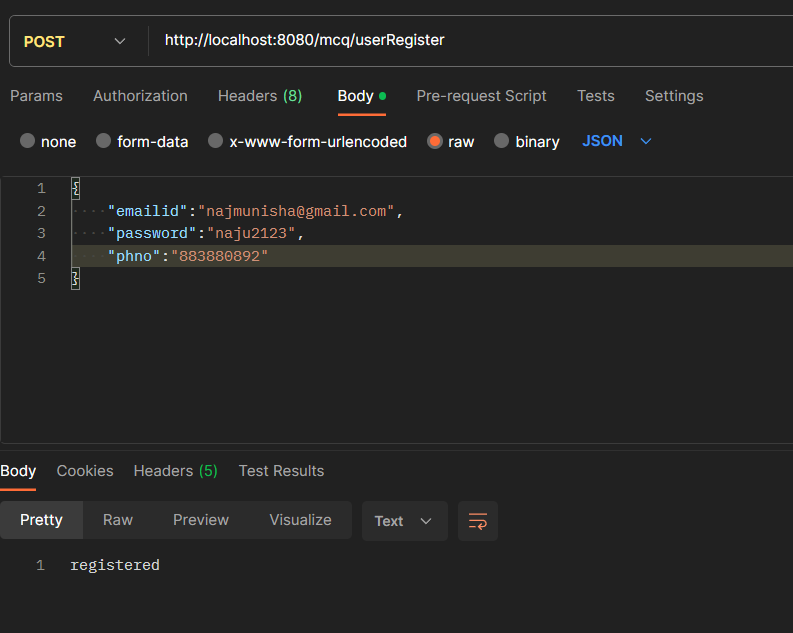 POST http://localhost:8080/mcq/userRegister
Params Authorization Headers (8) Body Pre-request Script Tests Settings
none form-data x-www-form-urlencoded raw binary JSON
1 {
2 "emailid":"najmunisha@gmail.com",
3 "password":"naju2123",
4 "phno":"883880892"
5 }
Body Cookies Headers (5) Test Results
Pretty Raw Preview Visualize Text
1 registered